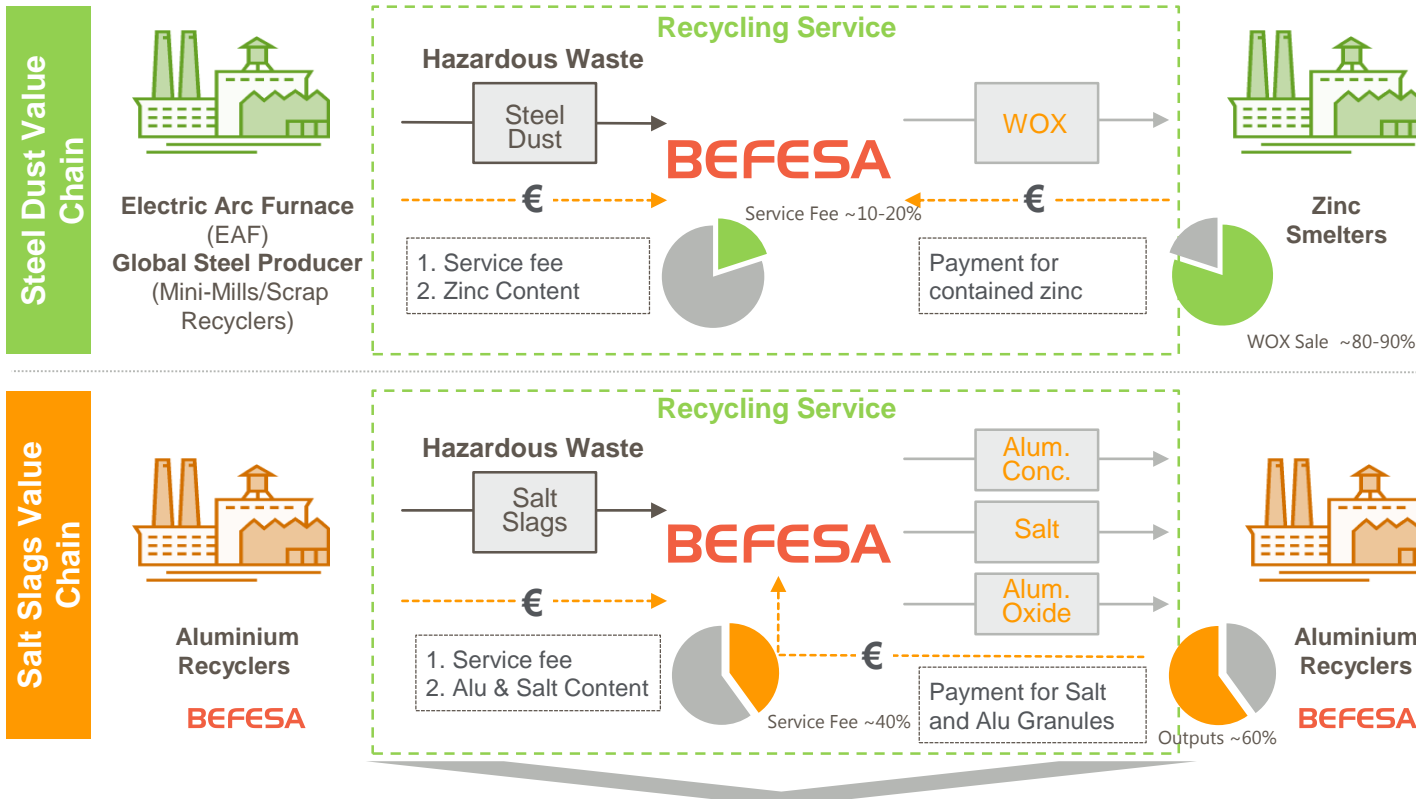 Steel Dust Value
Chain
Recycling Service
Hazardous Waste
Steel
Dust
BEFESA
WOX
€
€
Service Fee ~10-20%
Electric Arc Furnace
(EAF)
Global Steel Producer
(Mini-Mills/Scrap
Recyclers)
1. Service fee
2. Zinc Content
Payment for
contained zinc
Zinc
Smelters
WOX Sale ~80-90%
Salt Slags Value
Chain
Recycling Service
Hazardous Waste
Salt
Slags
BEFESA
Alum.
Conc.
Salt
Alum.
Oxide
€
€
Aluminium
Recyclers
BEFESA
1. Service fee
2. Alu & Salt Content
Service Fee ~40%
Payment for Salt
and Alu Granules
Outputs ~60%
Aluminium
Recyclers
BEFESA